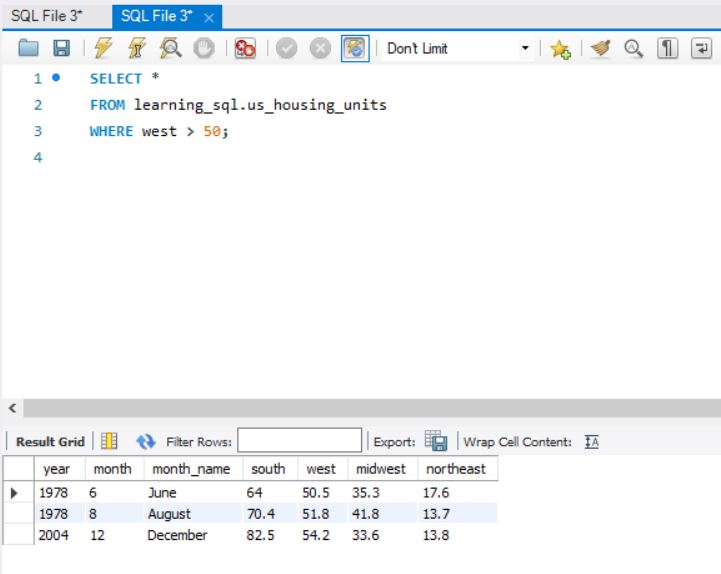 SQL File 3* SQL File 3* ×
Don't Limit
1 SELECT *
2 FROM learning_sql.us_housing_units
3 WHERE west > 50;
4
Result Grid Filter Rows: Export: Wrap Cell Content: IA
year month month_name south west midwest northeast
1978 6 June 64 50.5 35.3 17.6
1978 8 August 70.4 51.8 41.8 13.7
2004 12 December 82.5 54.2 33.6 13.8